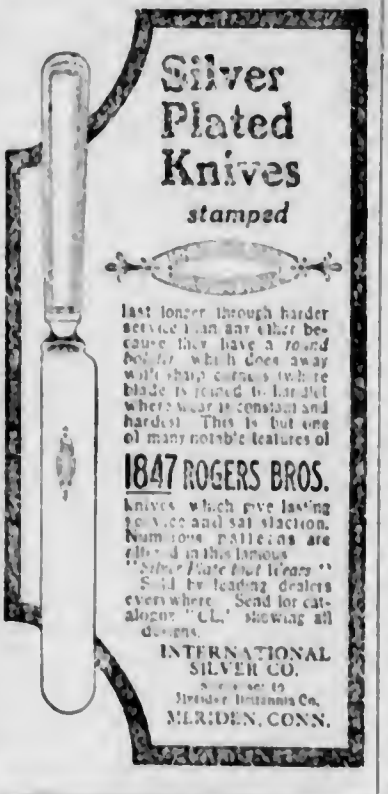 Silver
Plated
Knives
stamped
last longer through harder
service than any other be-
cause they have a round
bolster which does away
with sharp corners (where
blade is joined to handle)
where wear is constant and
hardest. This is but one
of many notable features of
1847 ROGERS BROS.
knives which give lasting
service and satisfaction.
Numerous patterns are
offered in this famous
"Silver Plate that Wears."
Sold by leading dealers
everywhere. Send for cat-
alogue "CL," showing all
designs.
INTERNATIONAL
SILVER CO.
Meriden Britannia Co.
MERIDEN, CONN.